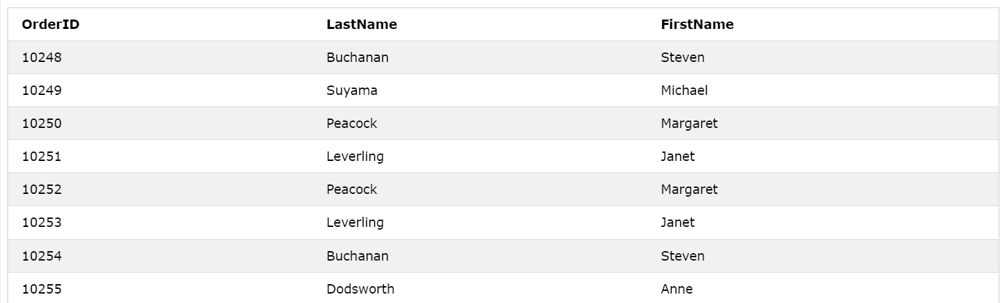 OrderID LastName FirstName
10248 Buchanan Steven
10249 Suyama Michael
10250 Peacock Margaret
10251 Leverling Janet
10252 Peacock Margaret
10253 Leverling Janet
10254 Buchanan Steven
10255 Dodsworth Anne